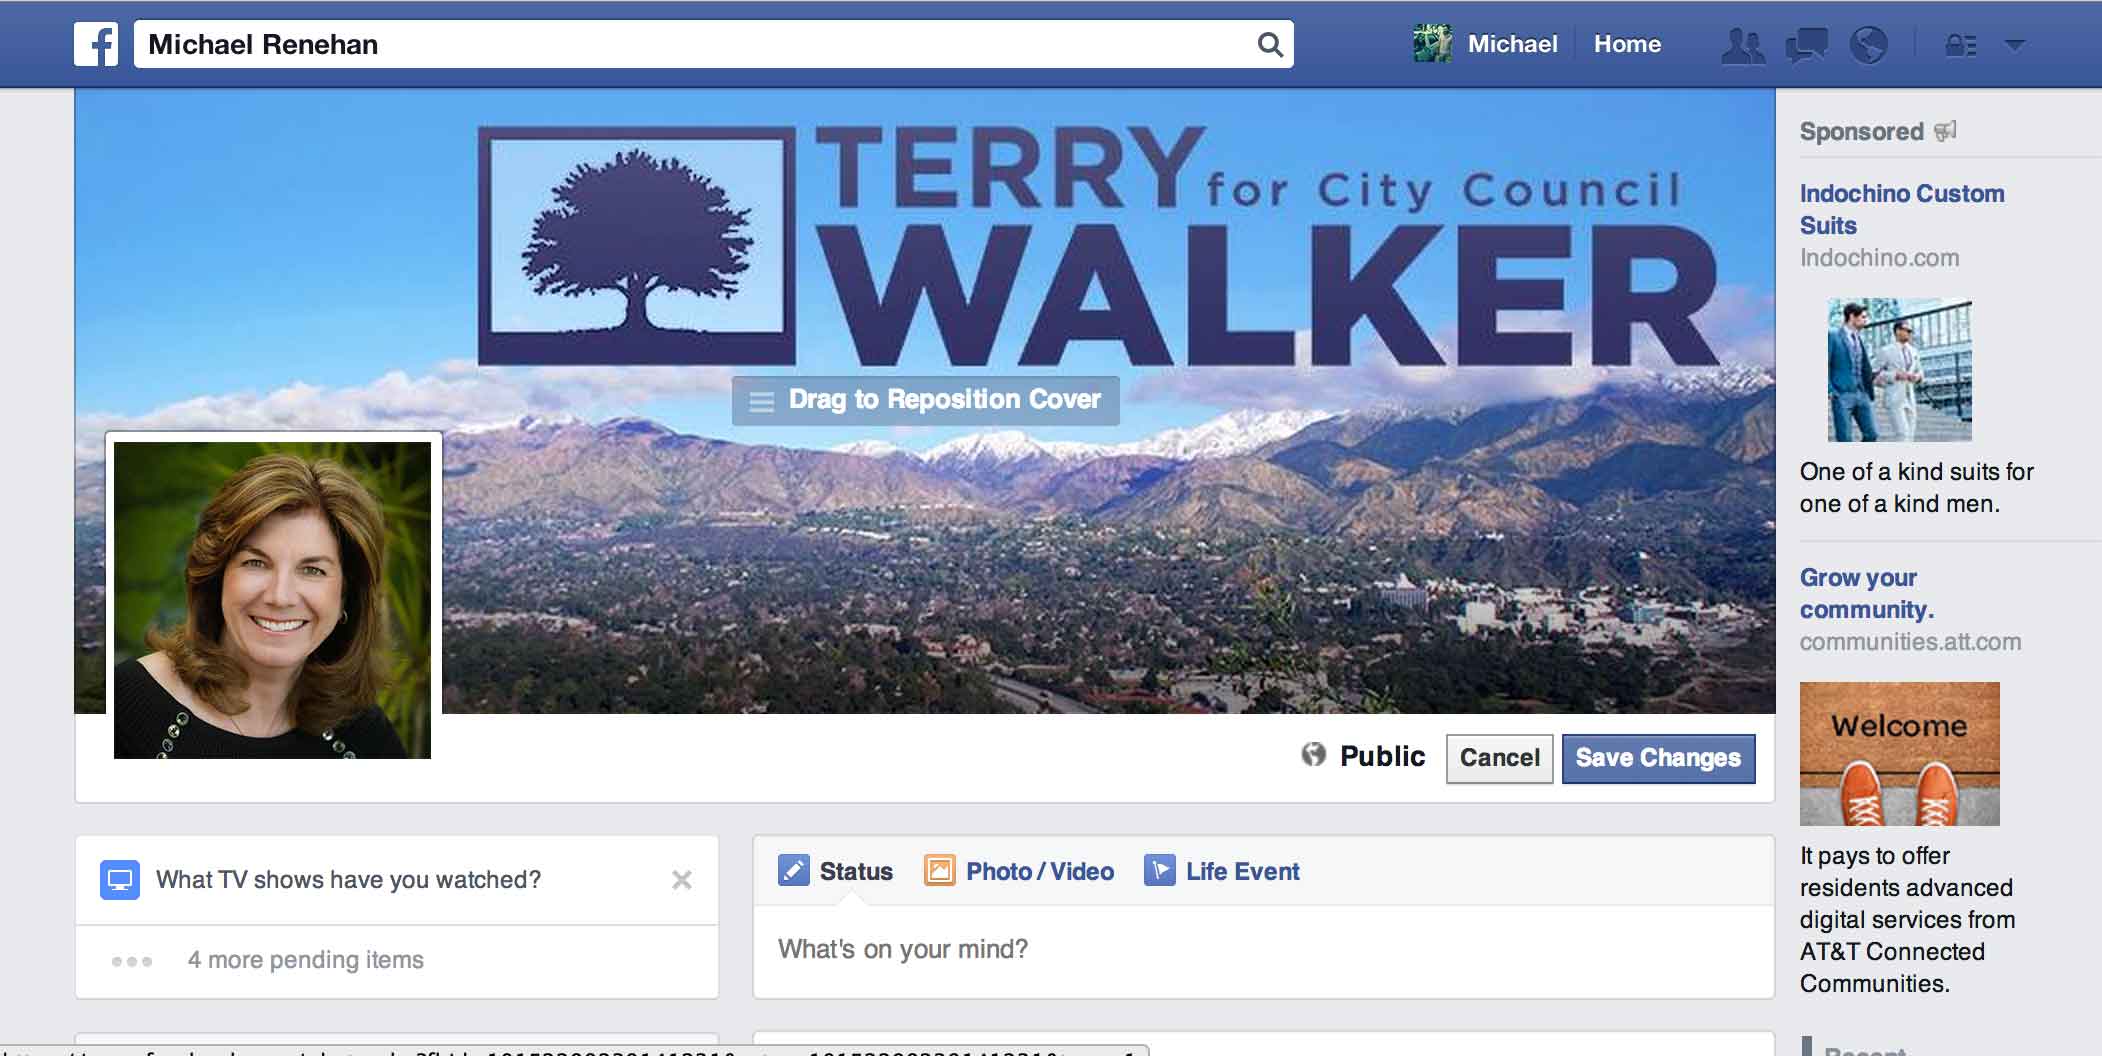 Michael Renehan
Michael
Home
TERRY for City Council
WALKER
Drag to Reposition Cover
Public
Cancel
Save Changes
What TV shows have you watched?
4 more pending items
Status
Photo / Video
Life Event
What's on your mind?
Sponsored
Indochino Custom
Suits
Indochino.com
One of a kind suits for
one of a kind men.
Grow your
community.
communities.att.com
Welcome
It pays to offer
residents advanced
digital services from
AT&T Connected
Communities.
Recent